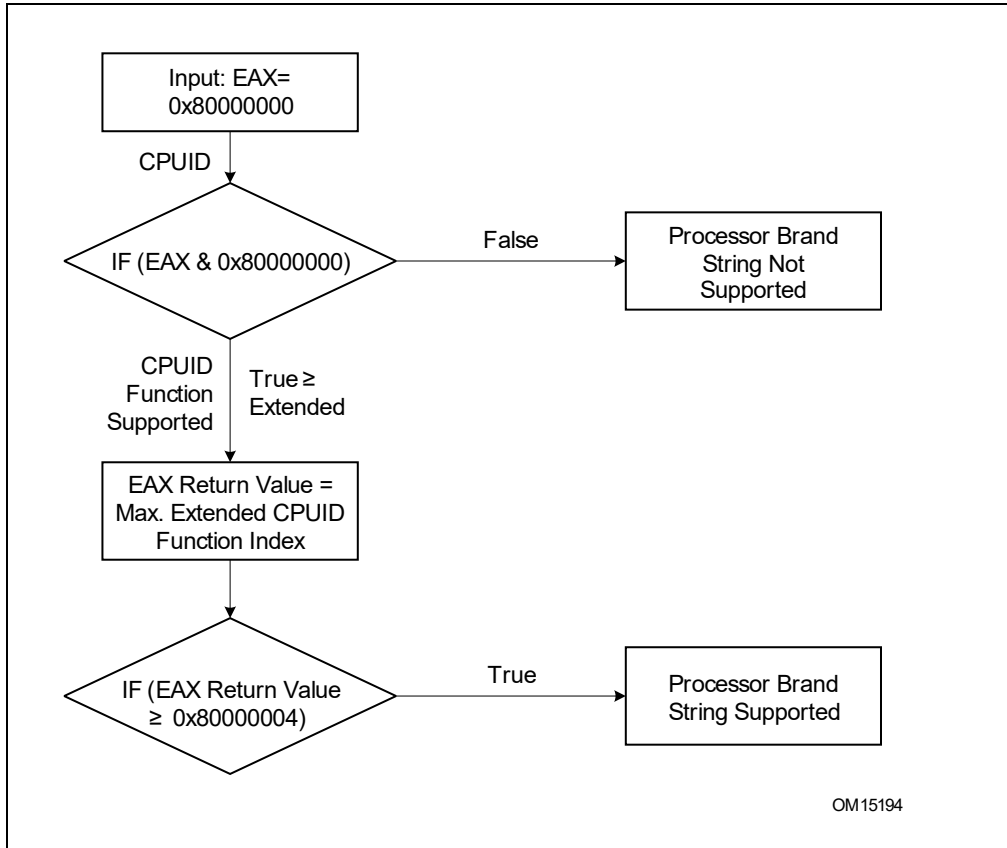 Input: EAX=
0x80000000
CPUID
IF (EAX & 0x80000000)
False
Processor Brand
String Not
Supported
CPUID
Function
Supported
True ≥
Extended
EAX Return Value =
Max. Extended CPUID
Function Index
IF (EAX Return Value
≥ 0x80000004)
True
Processor Brand
String Supported
OM15194